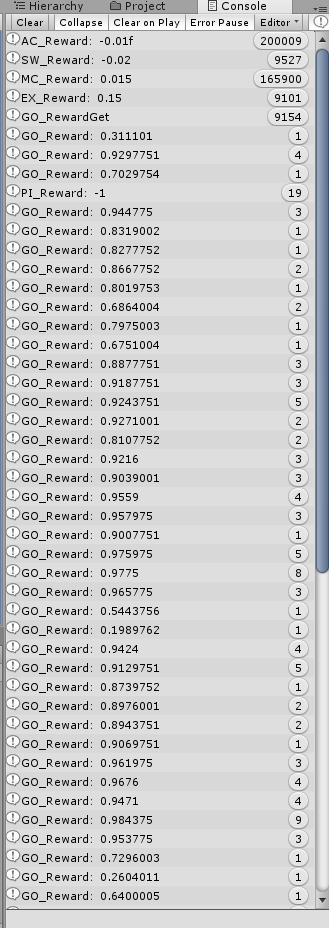 Hierarchy Project Console
Clear Collapse Clear on Play Error Pause Editor
AC_Reward: -0.01f 200009
SW_Reward: -0.02 9527
MC_Reward: 0.015 165900
EX_Reward: 0.15 9101
GO_RewardGet 9154
GO_Reward: 0.311101 1
GO_Reward: 0.9297751 4
GO_Reward: 0.7029754 1
PI_Reward: -1 19
GO_Reward: 0.944775 3
GO_Reward: 0.8319002 1
GO_Reward: 0.8277752 1
GO_Reward: 0.8667752 2
GO_Reward: 0.8019753 1
GO_Reward: 0.6864004 2
GO_Reward: 0.7975003 1
GO_Reward: 0.6751004 1
GO_Reward: 0.8877751 3
GO_Reward: 0.9187751 3
GO_Reward: 0.9243751 5
GO_Reward: 0.9271001 2
GO_Reward: 0.8107752 2
GO_Reward: 0.9216 3
GO_Reward: 0.9039001 3
GO_Reward: 0.9559 4
GO_Reward: 0.957975 3
GO_Reward: 0.9007751 1
GO_Reward: 0.975975 5
GO_Reward: 0.9775 8
GO_Reward: 0.965775 3
GO_Reward: 0.5443756 1
GO_Reward: 0.1989762 1
GO_Reward: 0.9424 4
GO_Reward: 0.9129751 5
GO_Reward: 0.8739752 1
GO_Reward: 0.8976001 2
GO_Reward: 0.8943751 2
GO_Reward: 0.9069751 1
GO_Reward: 0.961975 3
GO_Reward: 0.9676 4
GO_Reward: 0.9471 4
GO_Reward: 0.984375 9
GO_Reward: 0.953775 3
GO_Reward: 0.7296003 1
GO_Reward: 0.2604011 1
GO_Reward: 0.6400005 1